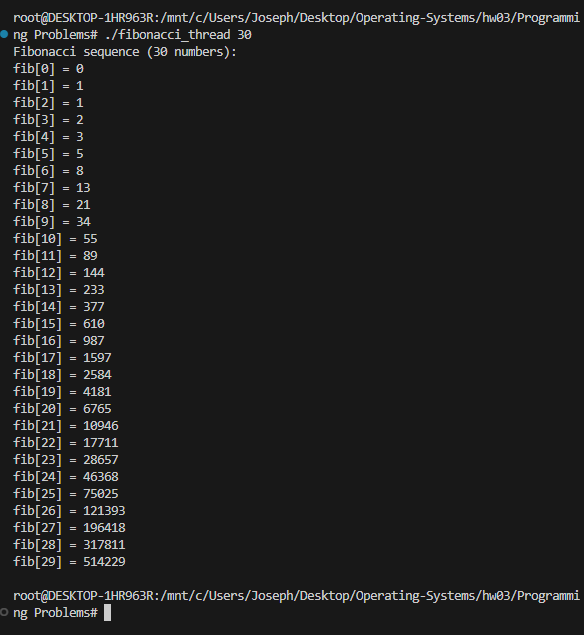 root@DESKTOP-1HR963R:/mnt/c/Users/Joseph/Desktop/Operating-Systems/hw03/Programmi
ng Problems# ./fibonacci_thread 30
Fibonacci sequence (30 numbers):
fib[0] = 0
fib[1] = 1
fib[2] = 1
fib[3] = 2
fib[4] = 3
fib[5] = 5
fib[6] = 8
fib[7] = 13
fib[8] = 21
fib[9] = 34
fib[10] = 55
fib[11] = 89
fib[12] = 144
fib[13] = 233
fib[14] = 377
fib[15] = 610
fib[16] = 987
fib[17] = 1597
fib[18] = 2584
fib[19] = 4181
fib[20] = 6765
fib[21] = 10946
fib[22] = 17711
fib[23] = 28657
fib[24] = 46368
fib[25] = 75025
fib[26] = 121393
fib[27] = 196418
fib[28] = 317811
fib[29] = 514229
root@DESKTOP-1HR963R:/mnt/c/Users/Joseph/Desktop/Operating-Systems/hw03/Programmi
ng Problems#